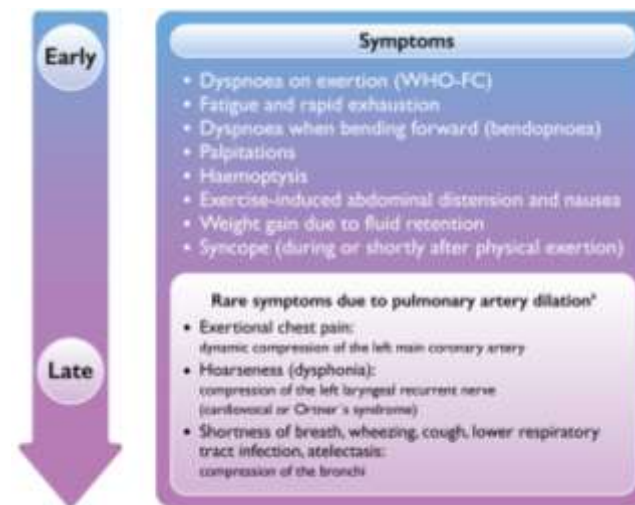 Early
Symptoms
• Dyspnoea on exertion (WHO-FC)
• Fatigue and rapid exhaustion
• Dyspnoea when bending forward (bendopnoea)
• Palpitations
• Haemoptysis
• Exercise-induced abdominal distension and nausea
• Weight gain due to fluid retention
• Syncope (during or shortly after physical exertion)
Rare symptoms due to pulmonary artery dilationª
• Exertional chest pain:
dynamic compression of the left main coronary artery
• Hoarseness (dysphonia):
compression of the left laryngeal recurrent nerve
(cardiovocal or Ortner´s syndrome)
• Shortness of breath, wheezing, cough, lower respiratory
tract infection, atelectasis:
compression of the bronchi
Late